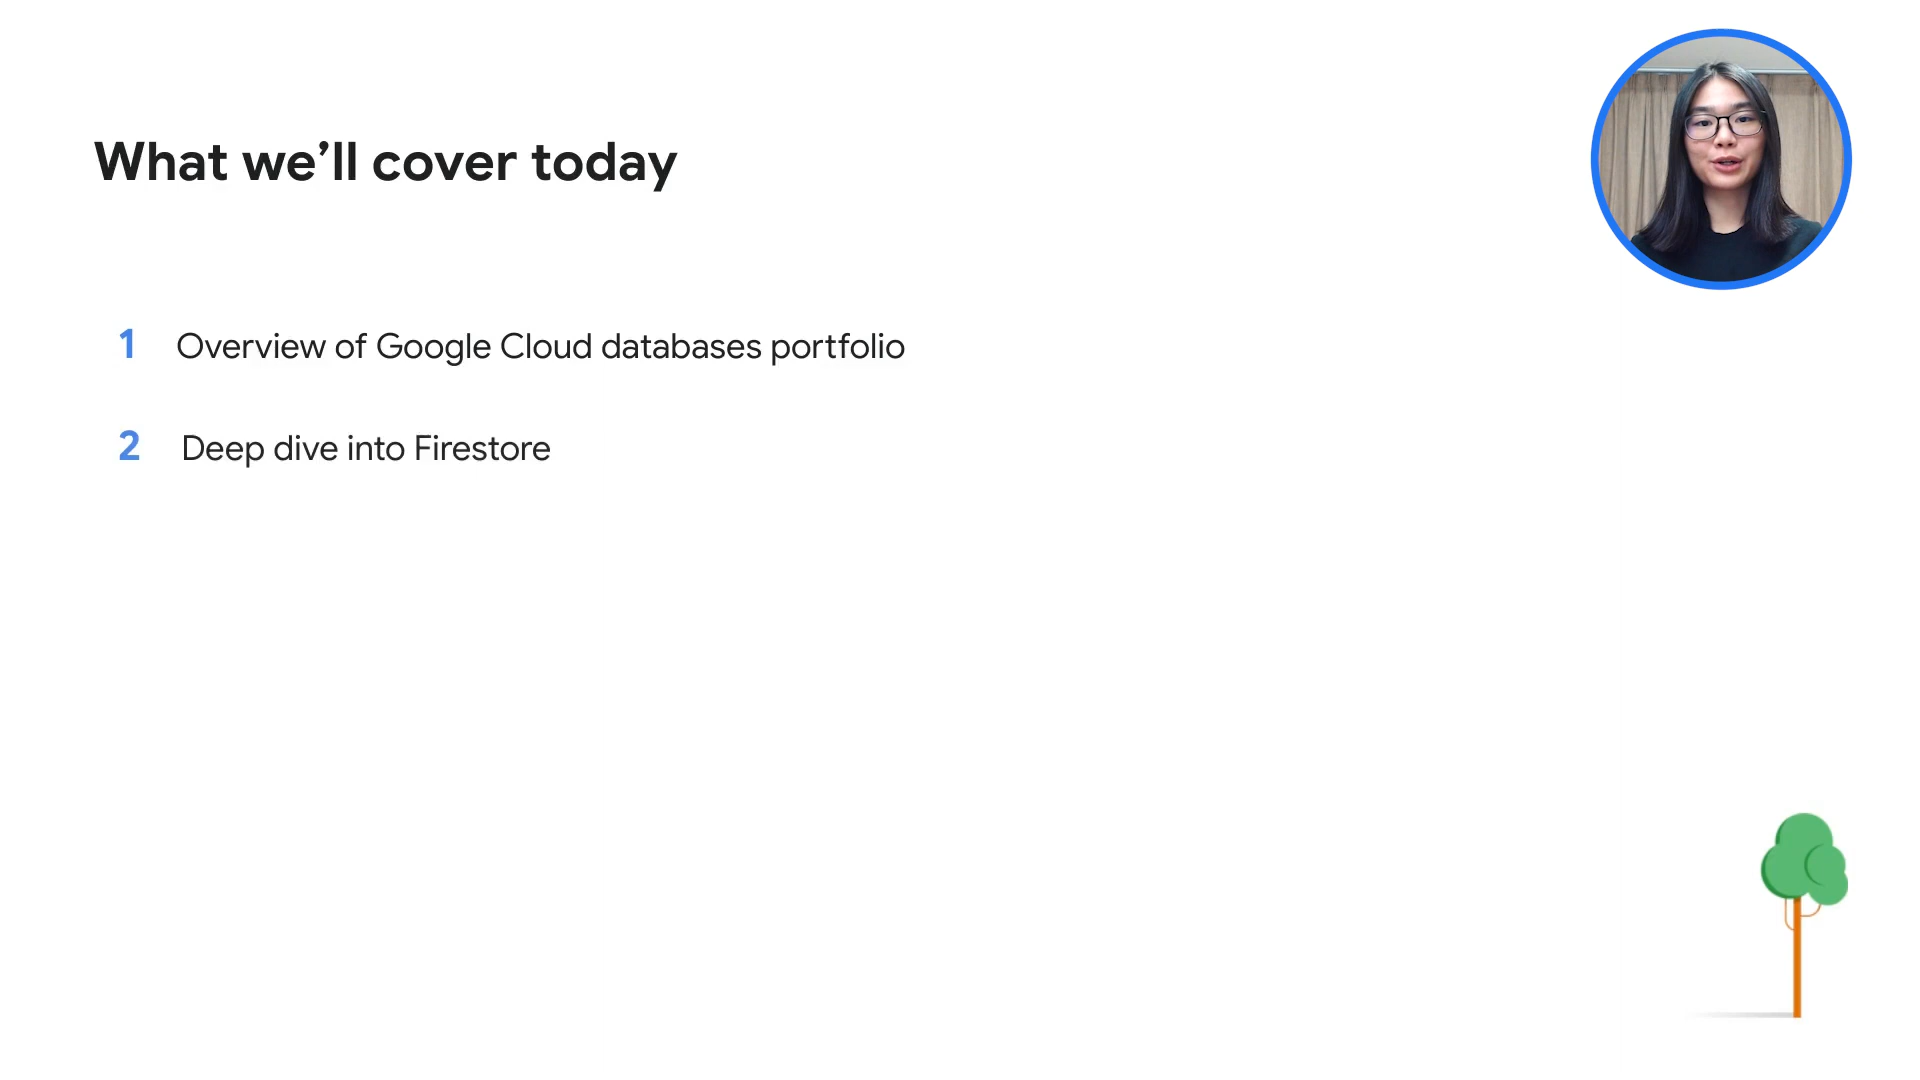 What we’ll cover today
1 Overview of Google Cloud databases portfolio
2 Deep dive into Firestore